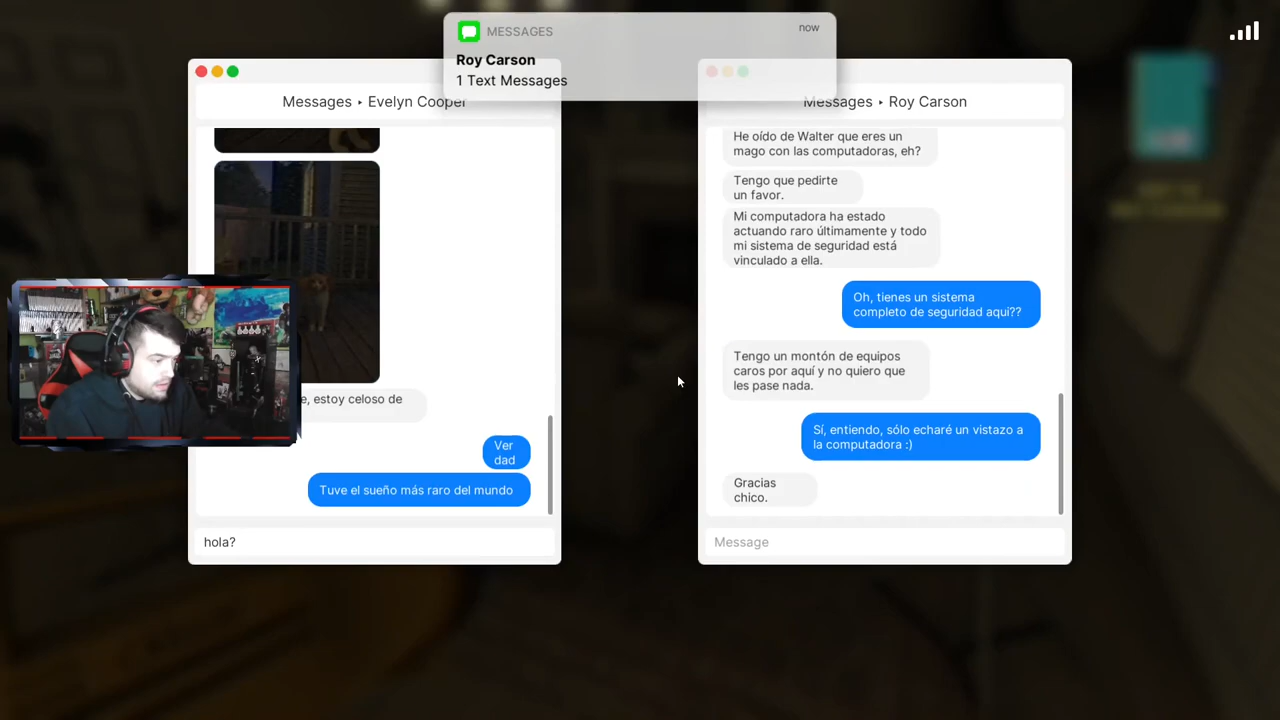 MESSAGES
now
Roy Carson
1 Text Messages
Messages ‣ Evelyn Cooper
e, estoy celoso de
Ver
dad
Tuve el sueño más raro del mundo
hola?
Messages ‣ Roy Carson
He oído de Walter que eres un
mago con las computadoras, eh?
Tengo que pedirte
un favor.
Mi computadora ha estado
actuando raro últimamente y todo
mi sistema de seguridad está
vinculado a ella.
Oh, tienes un sistema
completo de seguridad aqui??
Tengo un montón de equipos
caros por aquí y no quiero que
les pase nada.
Sí, entiendo, sólo echaré un vistazo a
la computadora :)
Gracias
chico.
Message